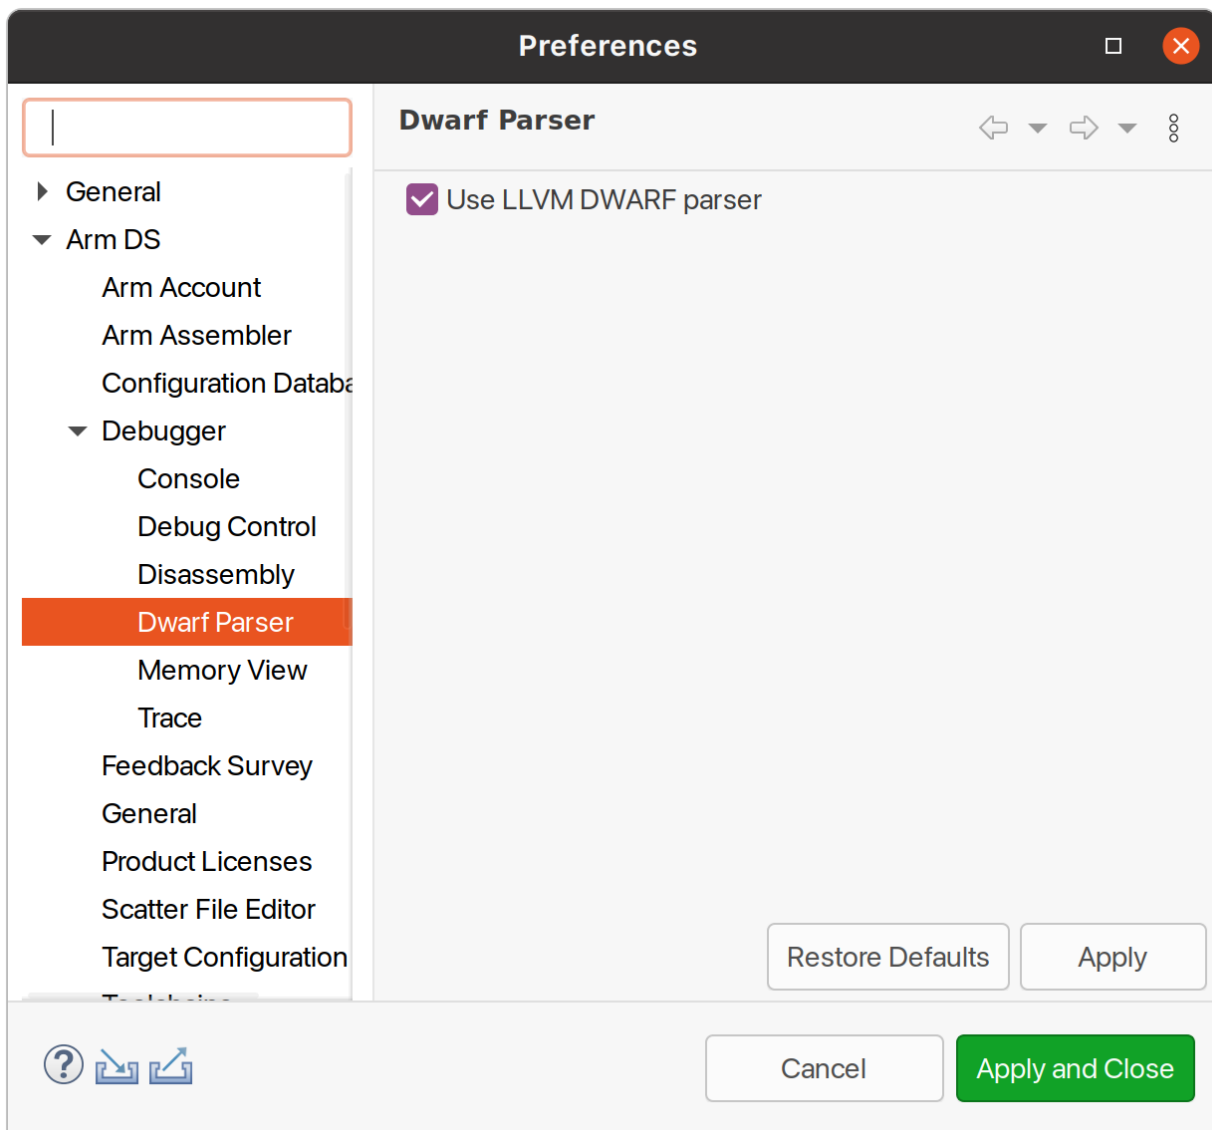 Preferences
Dwarf Parser
Use LLVM DWARF parser
General
Arm DS
Arm Account
Arm Assembler
Configuration Databa
Debugger
Console
Debug Control
Disassembly
Dwarf Parser
Memory View
Trace
Feedback Survey
General
Product Licenses
Scatter File Editor
Target Configuration
Restore Defaults
Apply
?
Cancel
Apply and Close